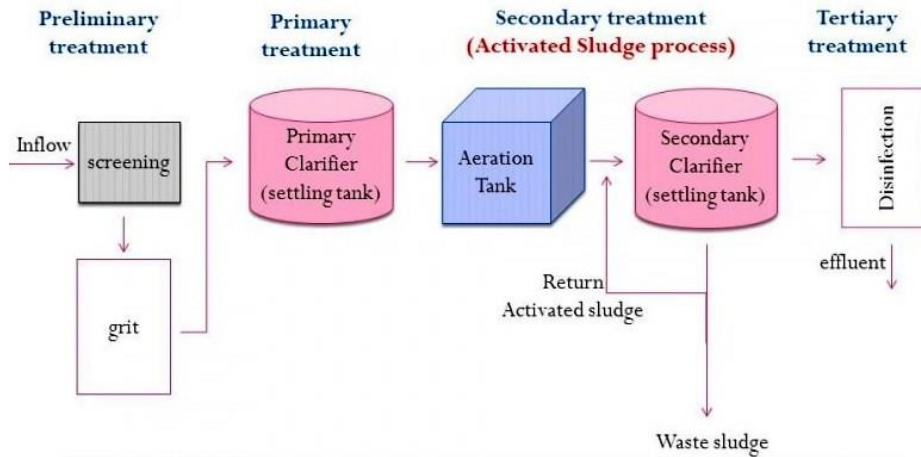 Preliminary
treatment
Primary
treatment
Secondary treatment
(Activated Sludge process)
Tertiary
treatment
Inflow
screening
grit
Primary
Clarifier
(settling tank)
Aeration
Tank
Secondary
Clarifier
(settling tank)
Disinfection
effluent
Return
Activated sludge
Waste sludge